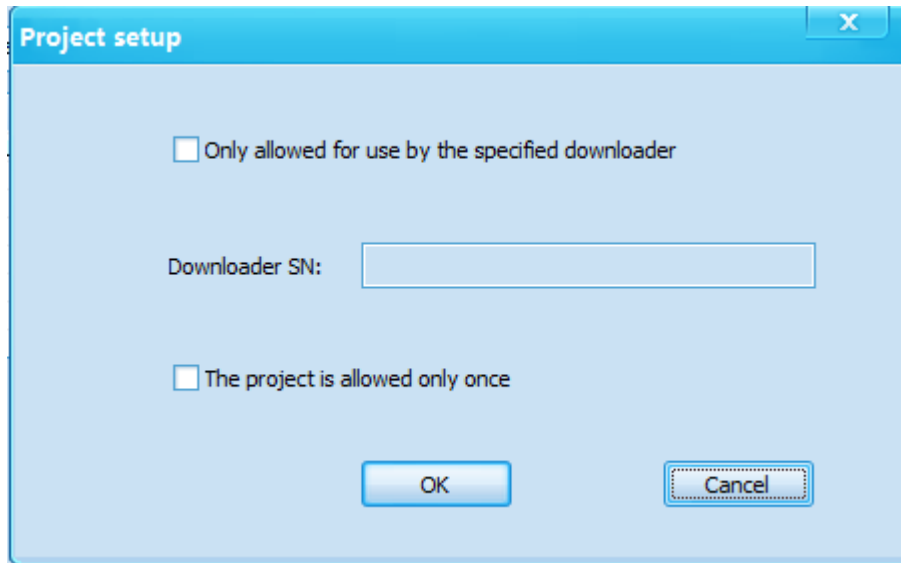 Project setup
X
Only allowed for use by the specified downloader
Downloader SN:
The project is allowed only once
OK
Cancel